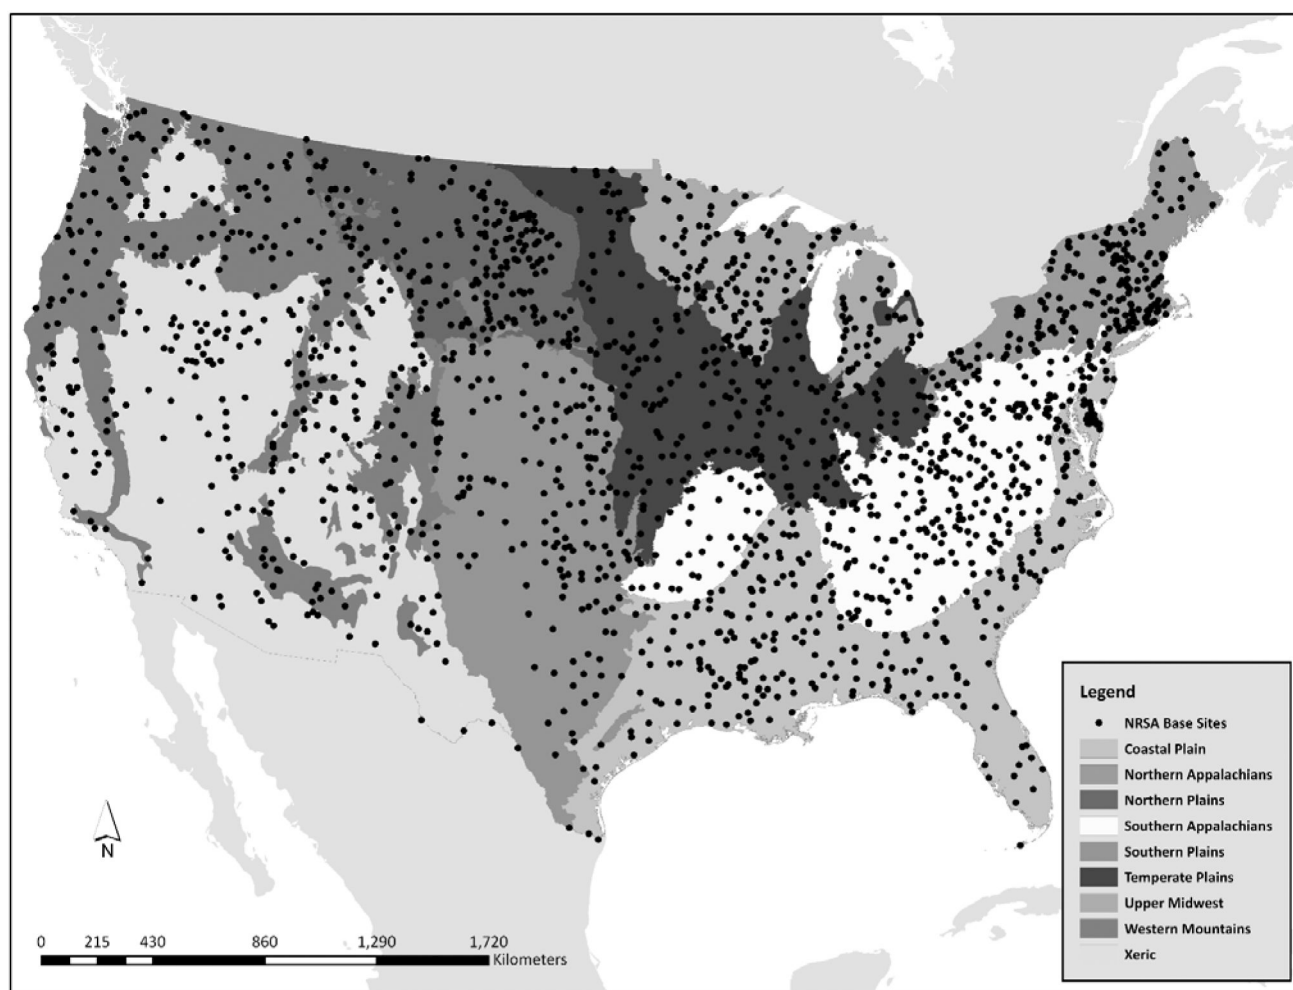 Legend
NRSA Base Sites
Coastal Plain
Northern Appalachians
Northern Plains
Southern Appalachians
Southern Plains
Temperate Plains
Upper Midwest
Western Mountains
Xeric
N
0 215 430 860 1,290 1,720
Kilometers